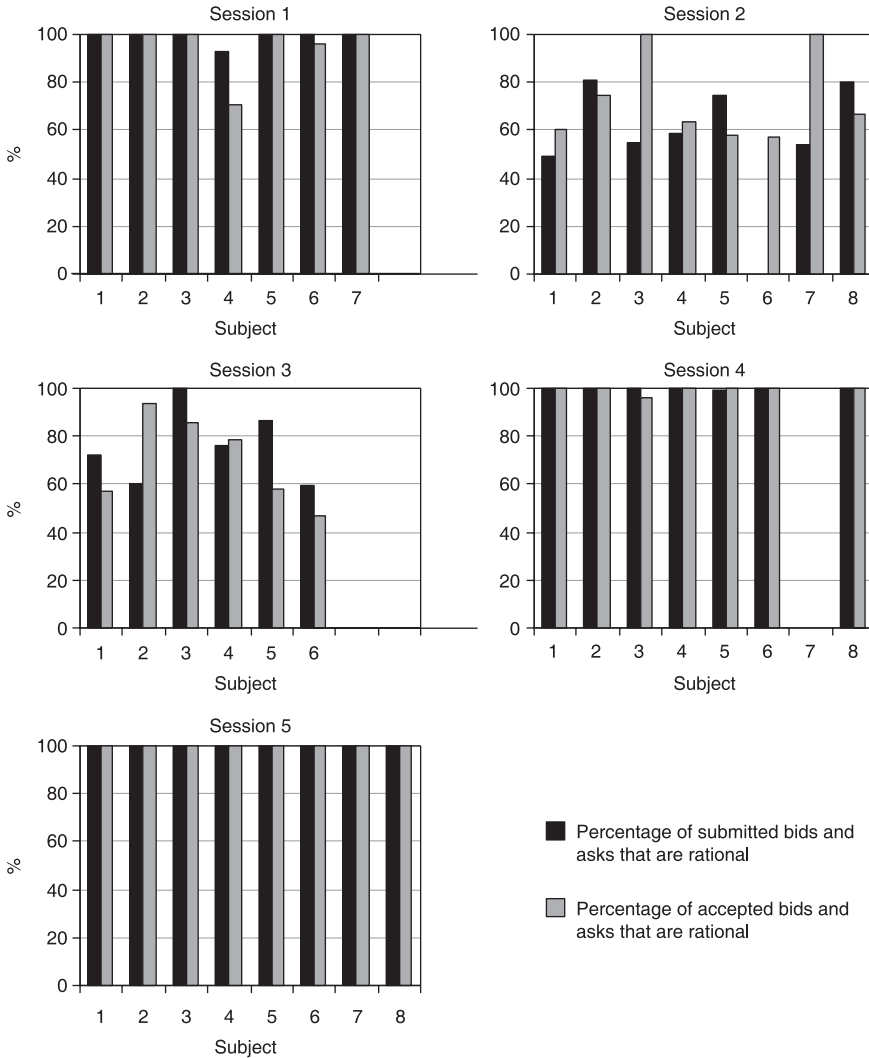 Session 1
100
80
60
40
20
0
%
1 2 3 4 5 6 7
Subject
Session 2
100
80
60
40
20
0
1 2 3 4 5 6 7 8
Subject
Session 3
100
80
60
40
20
0
%
1 2 3 4 5 6
Subject
Session 4
100
80
60
40
20
0
1 2 3 4 5 6 7 8
Subject
Session 5
100
80
60
40
20
0
%
1 2 3 4 5 6 7 8
Subject
Percentage of submitted bids and
asks that are rational
Percentage of accepted bids and
asks that are rational